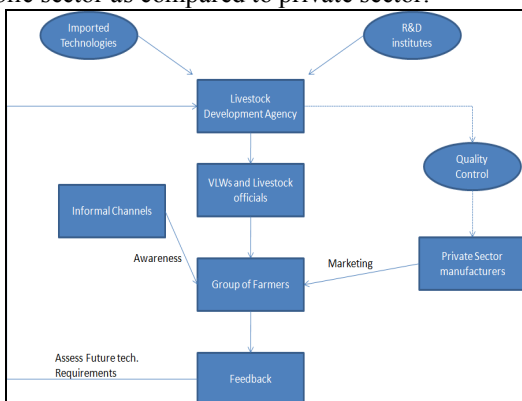 blic sector as compared to private sector.
Imported
Technologies
R&D
institutes
Livestock
Development Agency
Quality
Control
VLWs and Livestock
officials
Informal Channels
Awareness
Private Sector
manufacturers
Marketing
Group of Farmers
Assess Future tech.
Requirements
Feedback